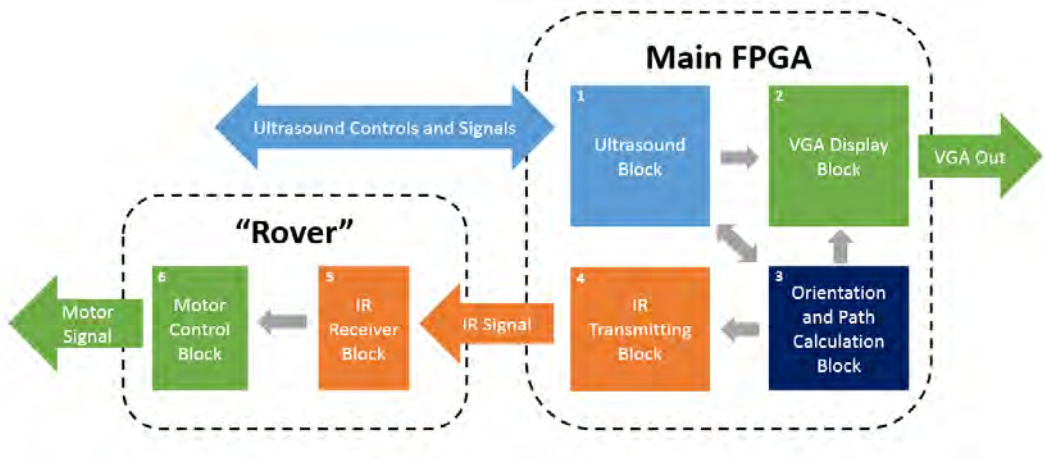 Main FPGA
1
Ultrasound
Block
2
VGA Display
Block
Ultrasound Controls and Signals
VGA Out
"Rover"
3
Orientation
and Path
Calculation
Block
4
IR
Transmitting
Block
IR Signal
5
IR
Receiver
Block
6
Motor
Control
Block
Motor
Signal